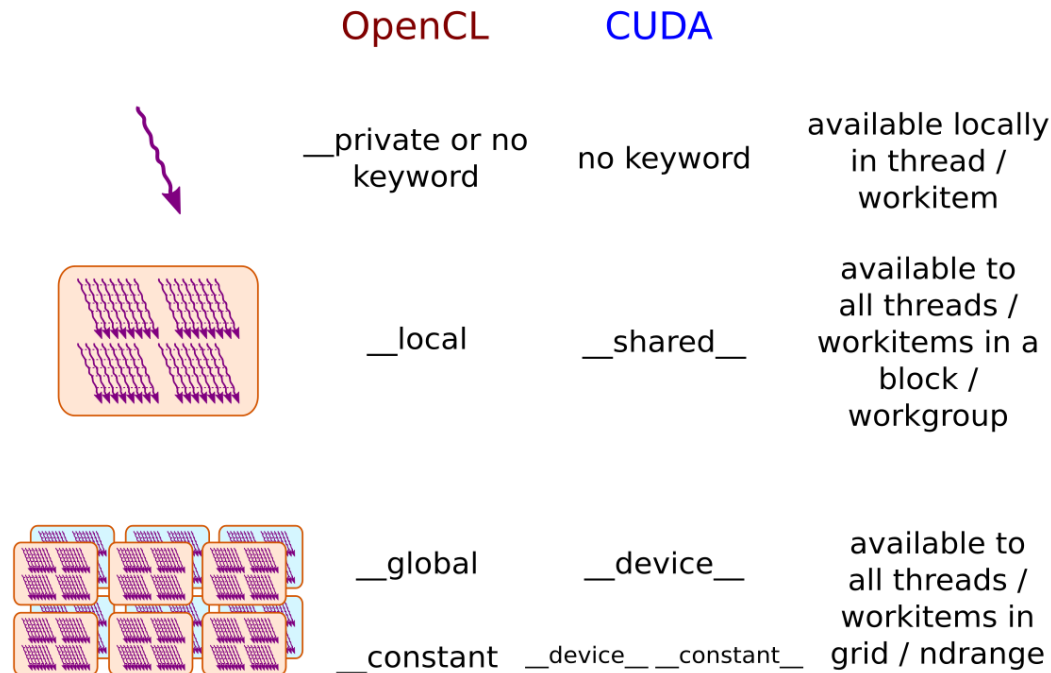 OpenCL
CUDA
__private or no
keyword
no keyword
available locally
in thread /
workitem
__local
__shared__
available to
all threads /
workitems in a
block /
workgroup
__global
__device__
__constant
__device__ __constant__
available to
all threads /
workitems in
grid / ndrange